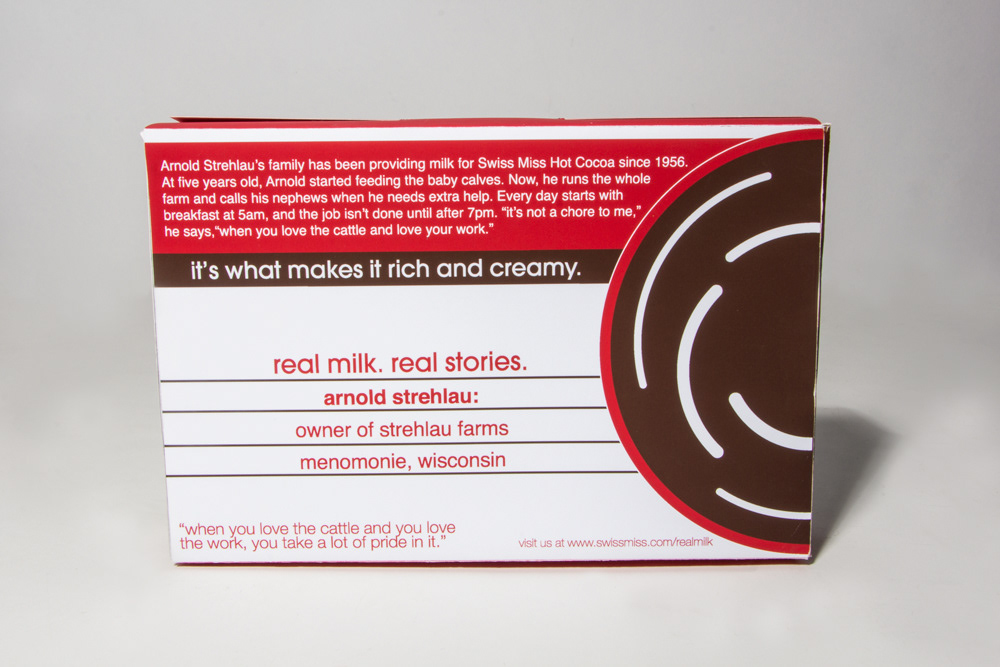 Arnold Strehlau's family has been providing milk for Swiss Miss Hot Cocoa since 1956.
At five years old, Arnold started feeding the baby calves. Now, he runs the whole
farm and calls his nephews when he needs extra help. Every day starts with
breakfast at 5am, and the job isn't done until after 7pm. “it's not a chore to me,”
he says,“when you love the cattle and love your work.”
it's what makes it rich and creamy.
real milk. real stories.
arnold strehlau:
owner of strehlau farms
menomonie, wisconsin
“when you love the cattle and you love
the work, you take a lot of pride in it.”
visit us at www.swissmiss.com/realmilk